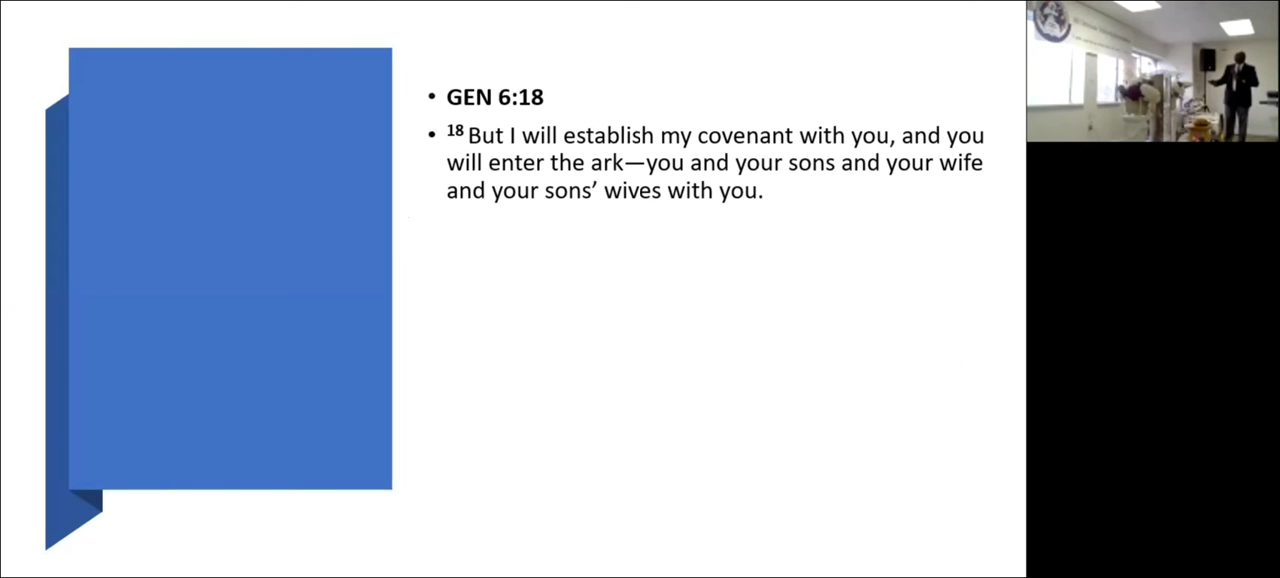 • GEN 6:18
• 18 But I will establish my covenant with you, and you
will enter the ark—you and your sons and your wife
and your sons’ wives with you.